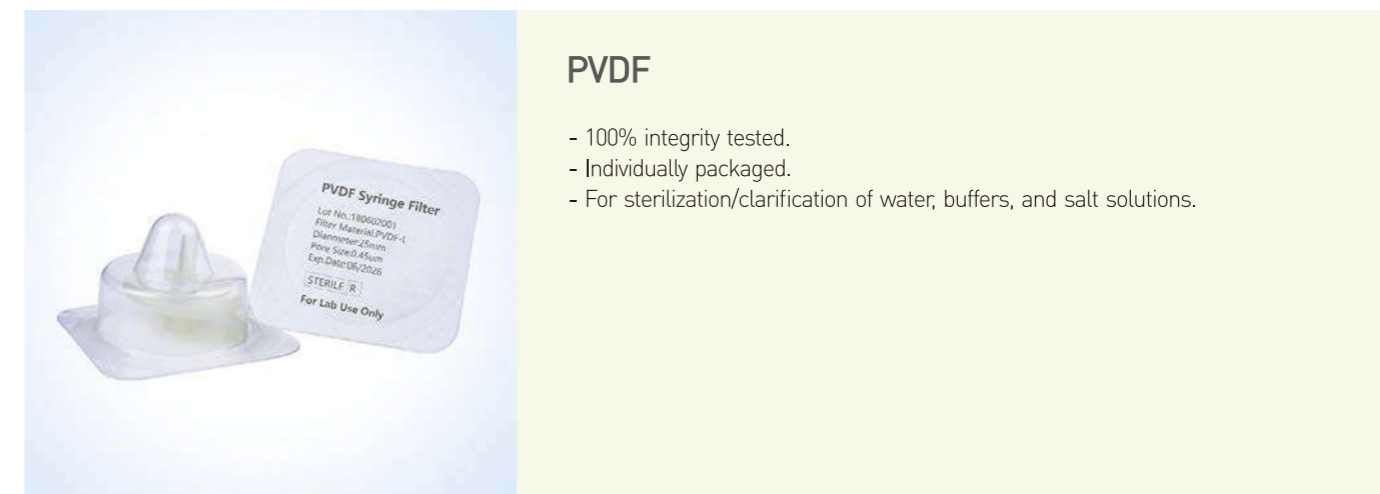 PVDF
- 100% integrity tested.
- Individually packaged.
- For sterilization/clarification of water, buffers, and salt solutions.
PVDF Syringe Filter
Lot No.:180602001
Filter Material:PVDF-L
Dianmeter:25mm
Pore Size:0.45um
Exp.Date:06/2026
STERILE R
For Lab Use Only